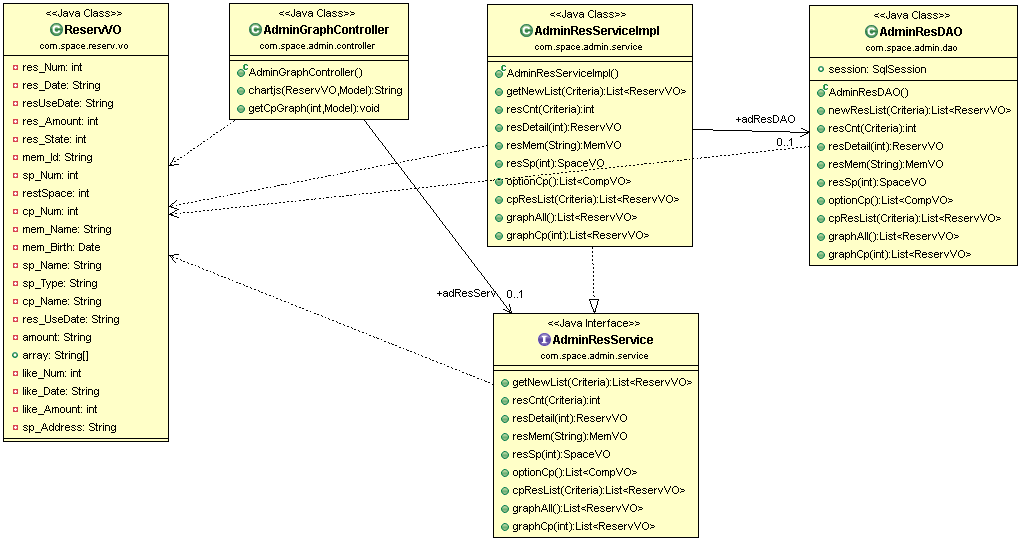 <<Java Class>>
ReservVO
com.space.reserv.vo
res_Num: int
res_Date: String
resUseDate: String
res_Amount: int
res_State: int
mem_Id: String
sp_Num: int
restSpace: int
cp_Num: int
mem_Name: String
mem_Birth: Date
sp_Name: String
sp_Type: String
cp_Name: String
res_UseDate: String
amount: String
array: String[]
like_Num: int
like_Date: String
like_Amount: int
sp_Address: String
<<Java Class>>
AdminGraphController
com.space.admin.controller
AdminGraphController()
chartjs(ReservVO,Model):String
getCpGraph(int,Model):void
<<Java Class>>
AdminResServiceImpl
com.space.admin.service
AdminResServiceImpl()
getNewList(Criteria):List<ReservVO>
resCnt(Criteria):int
resDetail(int):ReservVO
resMem(String):MemVO
resSp(int):SpaceVO
optionCp():List<CompVO>
cpResList(Criteria):List<ReservVO>
graphAll():List<ReservVO>
graphCp(int):List<ReservVO>
+adResDAO
0..1
<<Java Class>>
AdminResDAO
com.space.admin.dao
session: SqlSession
AdminResDAO()
newResList(Criteria):List<ReservVO>
resCnt(Criteria):int
resDetail(int):ReservVO
resMem(String):MemVO
resSp(int):SpaceVO
optionCp():List<CompVO>
cpResList(Criteria):List<ReservVO>
graphAll():List<ReservVO>
graphCp(int):List<ReservVO>
+adResServ
0..1
<<Java Interface>>
AdminResService
com.space.admin.service
getNewList(Criteria):List<ReservVO>
resCnt(Criteria):int
resDetail(int):ReservVO
resMem(String):MemVO
resSp(int):SpaceVO
optionCp():List<CompVO>
cpResList(Criteria):List<ReservVO>
graphAll():List<ReservVO>
graphCp(int):List<ReservVO>